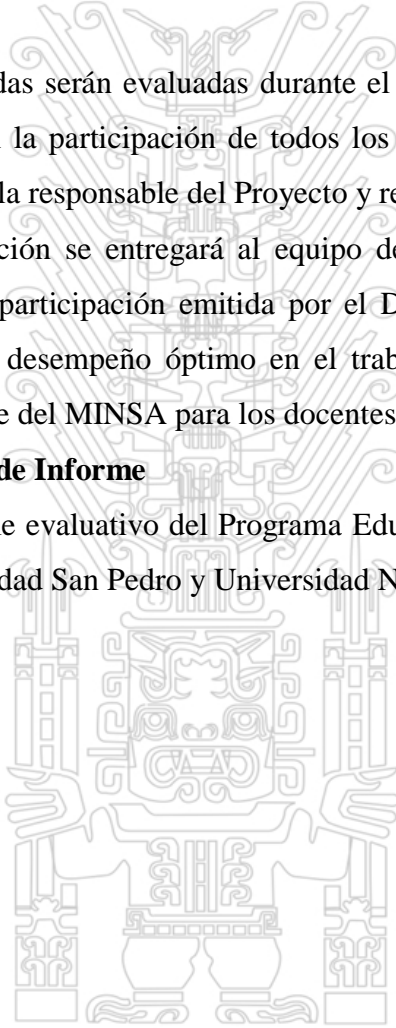 das serán evaluadas durante el
la participación de todos los
la responsable del Proyecto y re
ción se entregará al equipo de
participación emitida por el D
desempeño óptimo en el trab
e del MINSA para los docentes
de Informe
e evaluativo del Programa Edu
dad San Pedro y Universidad N